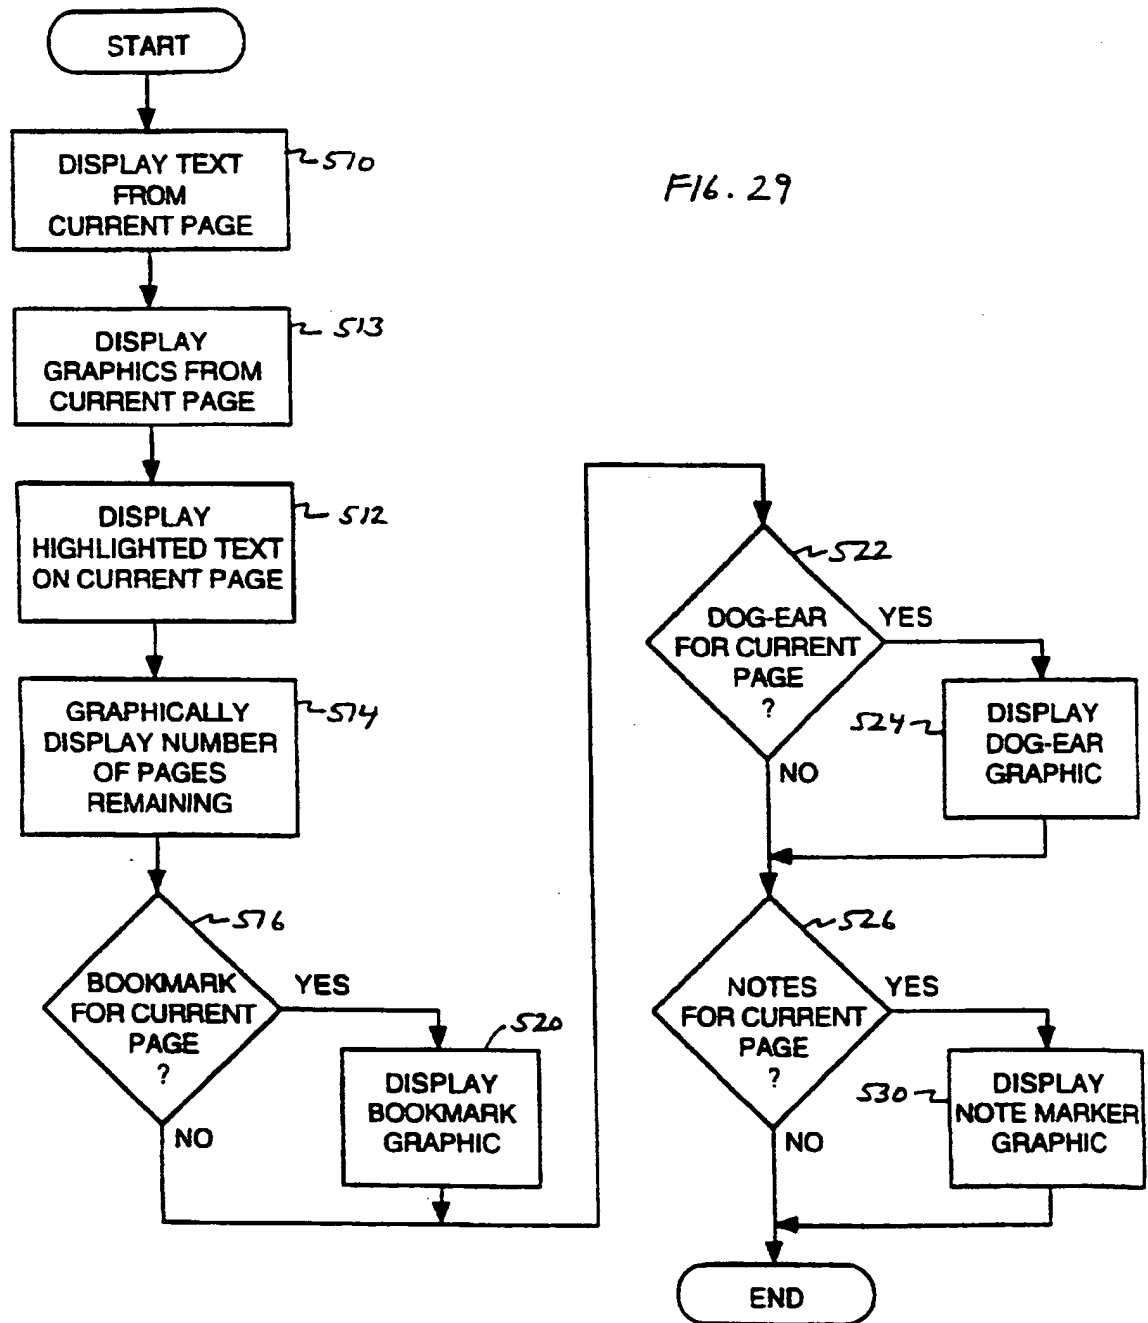 START
DISPLAY TEXT
FROM
CURRENT PAGE
510
FIG. 29
DISPLAY
GRAPHICS FROM
CURRENT PAGE
513
DISPLAY
HIGHLIGHTED TEXT
ON CURRENT PAGE
512
GRAPHICALLY
DISPLAY NUMBER
OF PAGES
REMAINING
514
BOOKMARK
FOR CURRENT
PAGE
?
516
YES
NO
DISPLAY
BOOKMARK
GRAPHIC
520
DOG-EAR
FOR CURRENT
PAGE
?
522
YES
NO
DISPLAY
DOG-EAR
GRAPHIC
524
NOTES
FOR CURRENT
PAGE
?
526
YES
NO
DISPLAY
NOTE MARKER
GRAPHIC
530
END